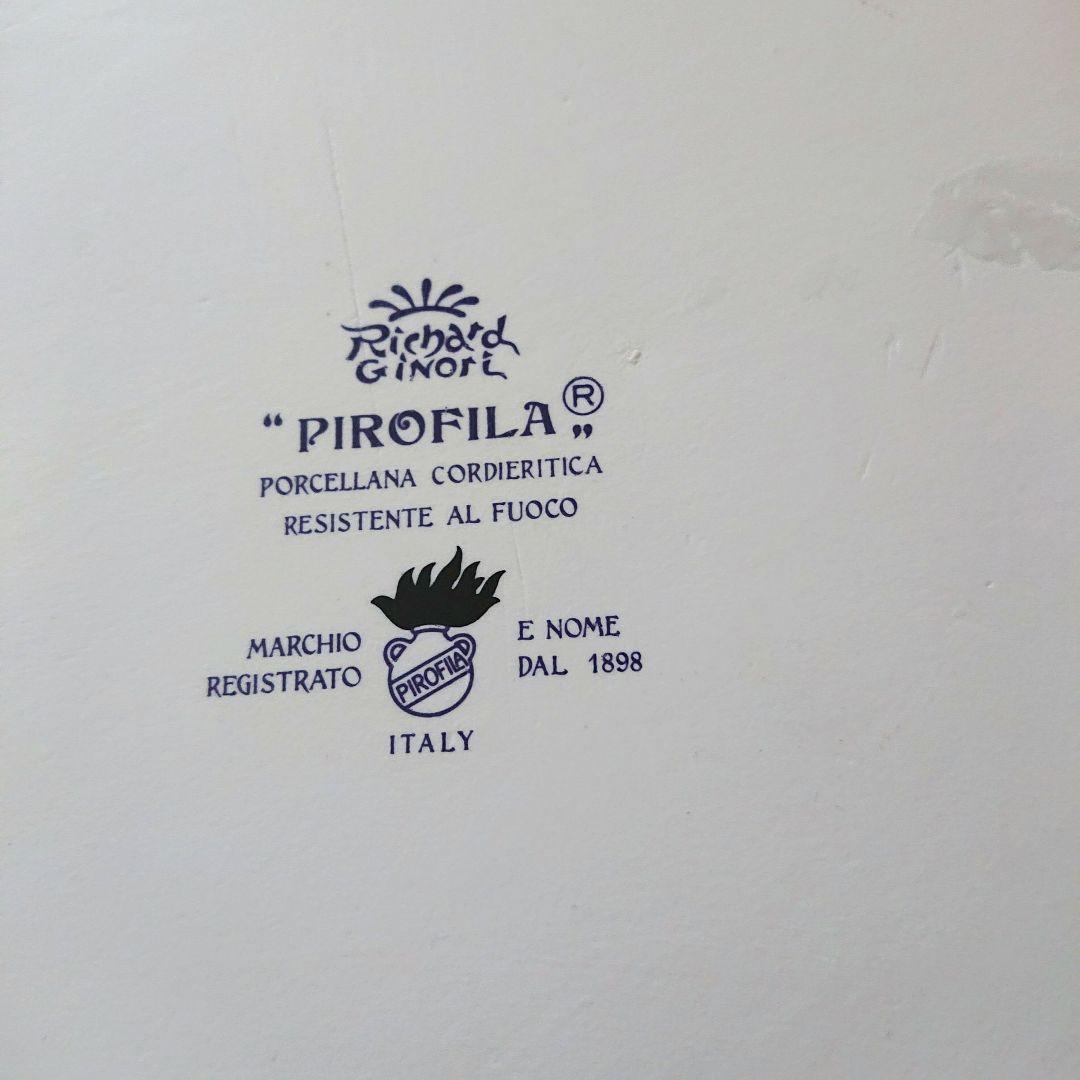 Richard
GiNori
“PIROFILA”®
PORCELLANA CORDIERITICA
RESISTENTE AL FUOCO
MARCHIO
REGISTRATO
PIROFILA
E NOME
DAL 1898
ITALY